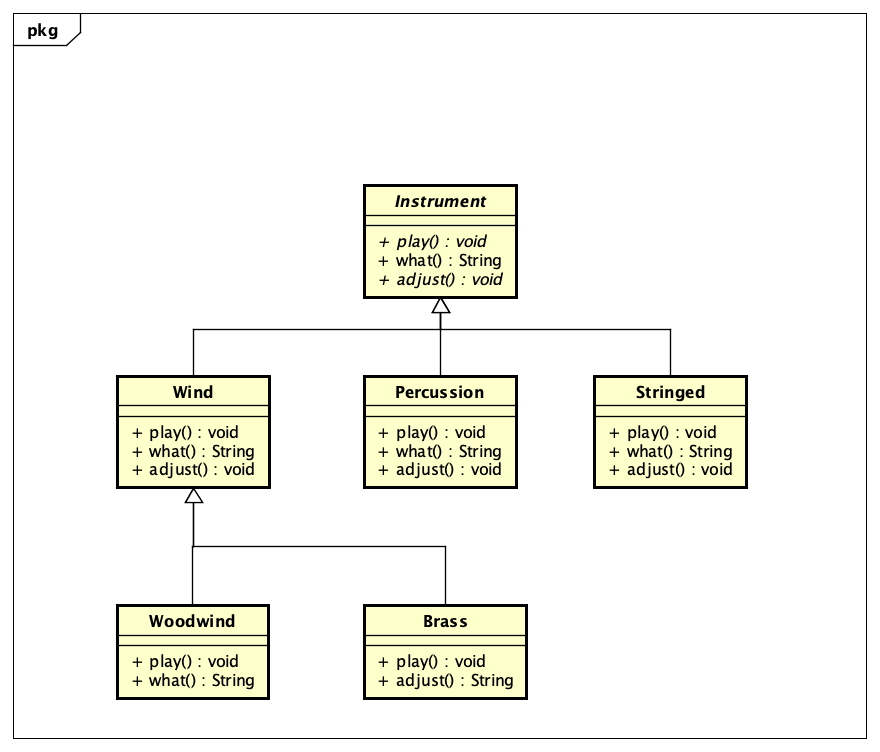 pkg
Instrument
+ play() : void
+ what() : String
+ adjust() : void
Wind
+ play() : void
+ what() : String
+ adjust() : void
Percussion
+ play() : void
+ what() : String
+ adjust() : void
Stringed
+ play() : void
+ what() : String
+ adjust() : void
Woodwind
+ play() : void
+ what() : String
Brass
+ play() : void
+ adjust() : String